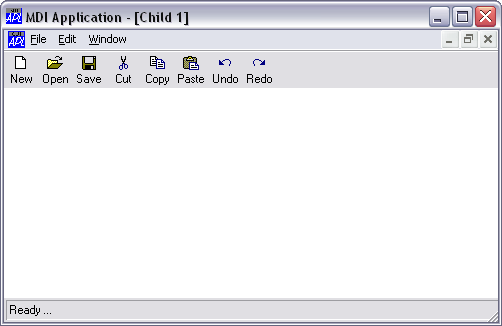 MDI Application - [Child 1]
File Edit Window
New Open Save Cut Copy Paste Undo Redo
Ready ...